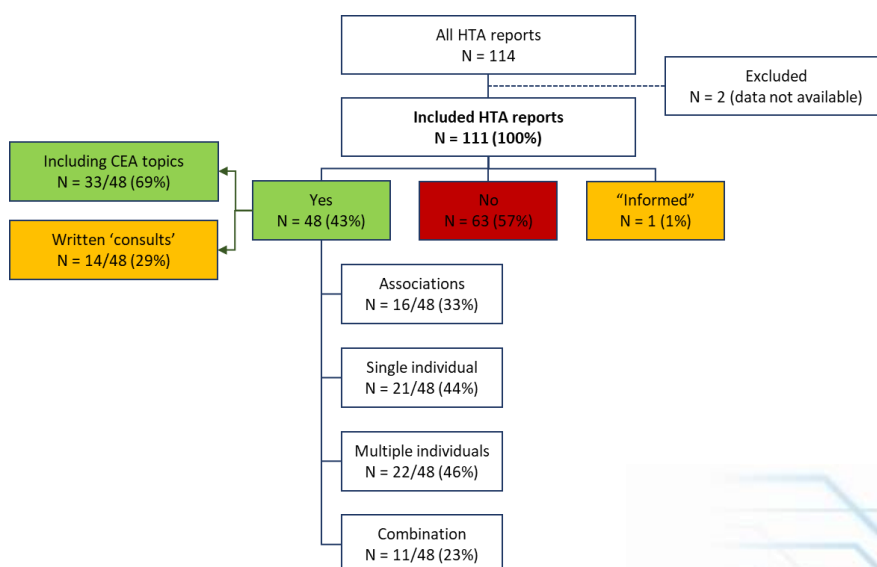 All HTA reports
N = 114
Excluded
N = 2 (data not available)
Included HTA reports
N = 111 (100%)
Including CEA topics
N = 33/48 (69%)
Written ‘consults’
N = 14/48 (29%)
Yes
N = 48 (43%)
No
N = 63 (57%)
“Informed”
N = 1 (1%)
Associations
N = 16/48 (33%)
Single individual
N = 21/48 (44%)
Multiple individuals
N = 22/48 (46%)
Combination
N = 11/48 (23%)